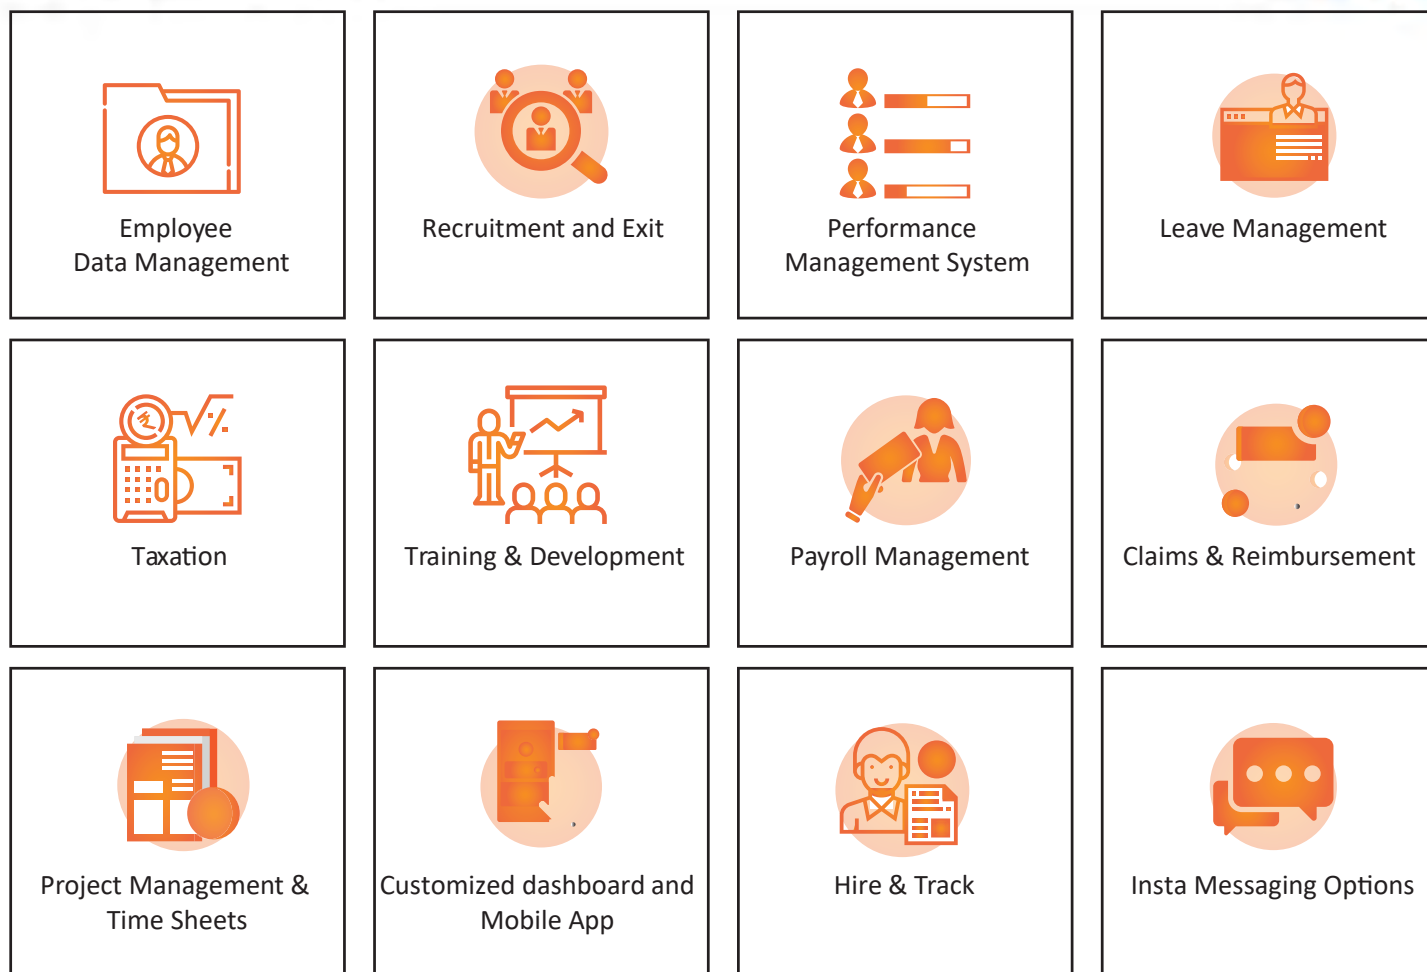 Employee
Data Management
Recruitment and Exit
Performance
Management System
Leave Management
Taxation
Training & Development
Payroll Management
Claims & Reimbursement
Project Management &
Time Sheets
Customized dashboard and
Mobile App
Hire & Track
Insta Messaging Options